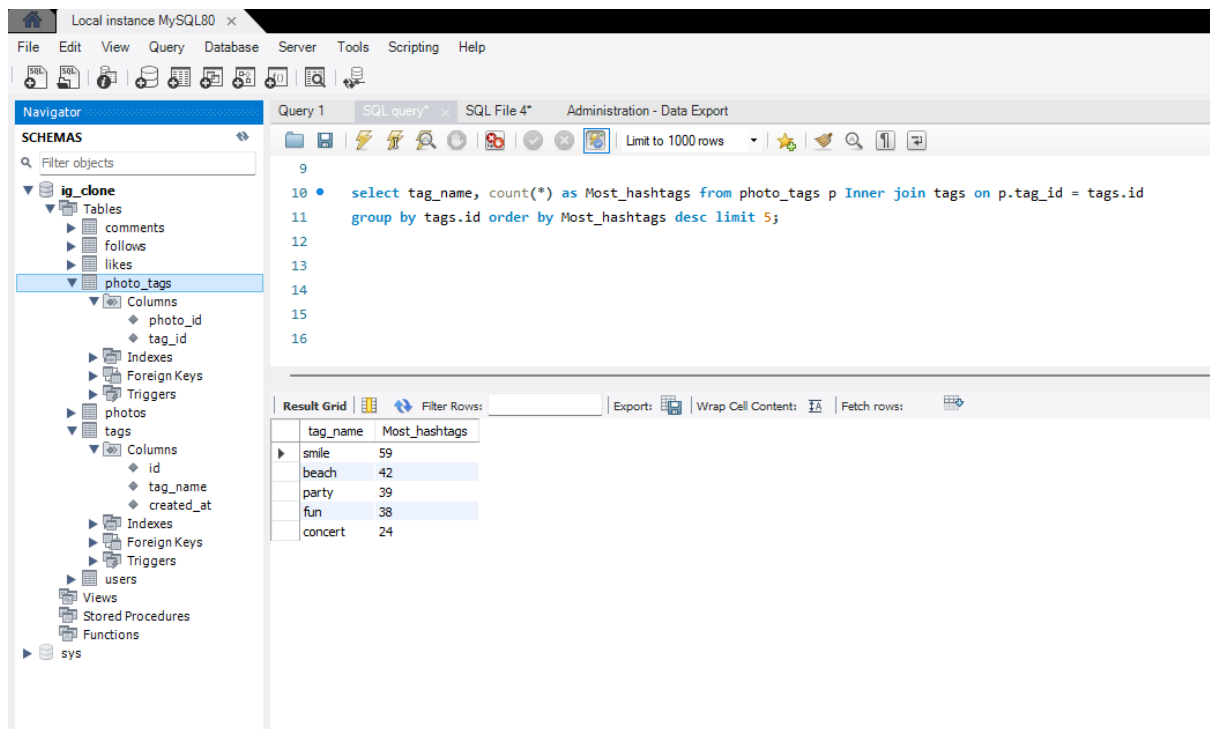 Local instance MySQL80 ×
File Edit View Query Database Server Tools Scripting Help
Navigator
SCHEMAS
Filter objects
ig_clone
Tables
comments
follows
likes
photo_tags
Columns
photo_id
tag_id
Indexes
Foreign Keys
Triggers
photos
tags
Columns
id
tag_name
created_at
Indexes
Foreign Keys
Triggers
users
Views
Stored Procedures
Functions
sys
Query 1 SQL query* × SQL File 4* Administration - Data Export
Limit to 1000 rows
9
10 select tag_name, count(*) as Most_hashtags from photo_tags p Inner join tags on p.tag_id = tags.id
11 group by tags.id order by Most_hashtags desc limit 5;
12
13
14
15
16
Result Grid Filter Rows: Export: Wrap Cell Content: Fetch rows:
tag_name Most_hashtags
smile 59
beach 42
party 39
fun 38
concert 24